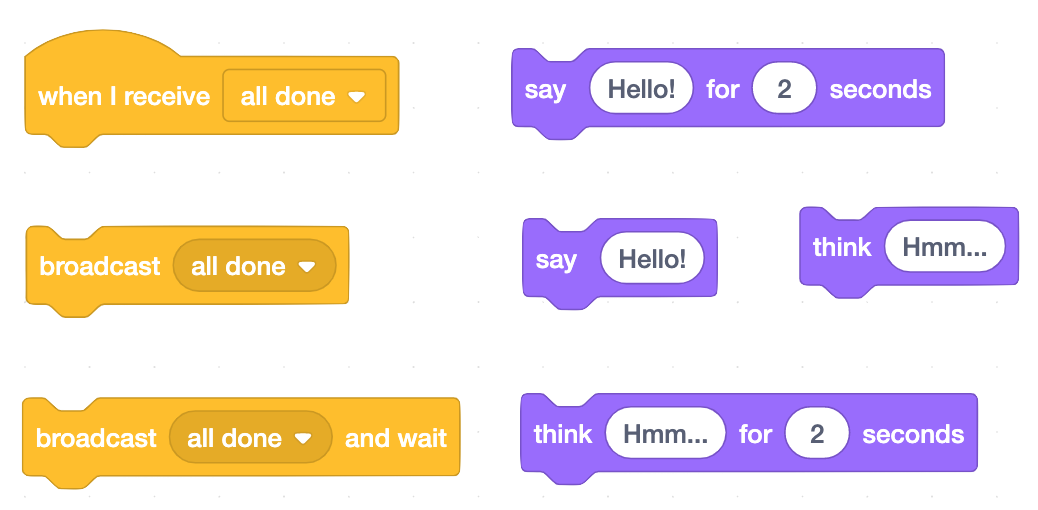 when I receive all done
say Hello! for 2 seconds
broadcast all done
say Hello!
think Hmm...
broadcast all done and wait
think Hmm... for 2 seconds